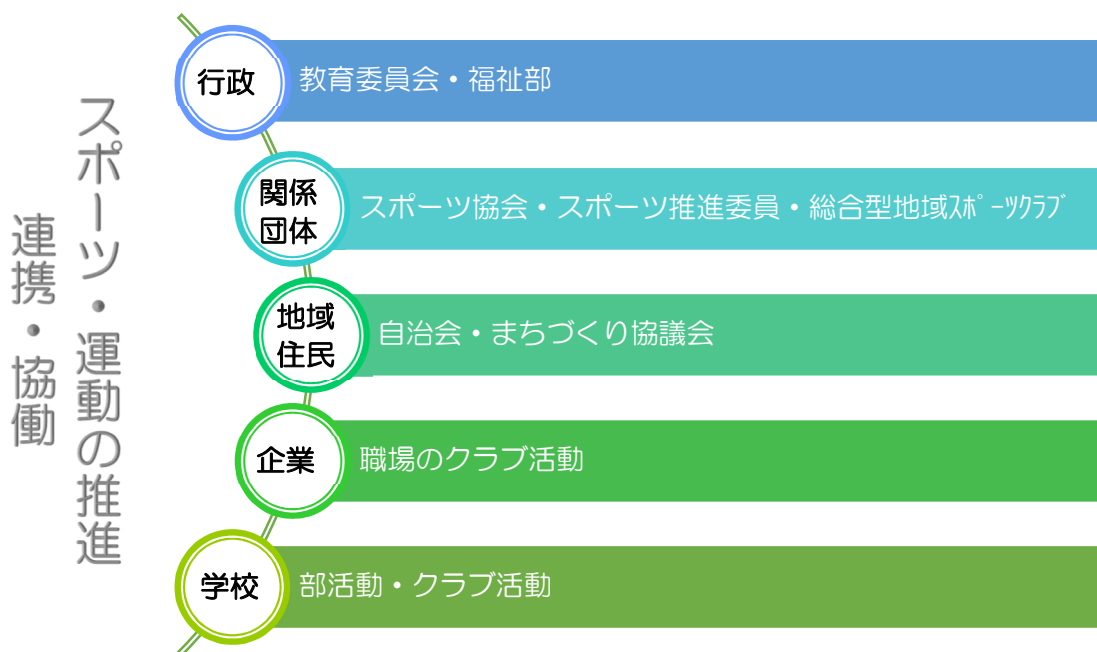 スポーツ・運動の推進
連携・協働
行政
教育委員会・福祉部
関係
団体
スポーツ協会・スポーツ推進委員・総合型地域ｽﾎﾟｰﾂｸﾗﾌﾞ
地域
住民
自治会・まちづくり協議会
企業
職場のクラブ活動
学校
部活動・クラブ活動